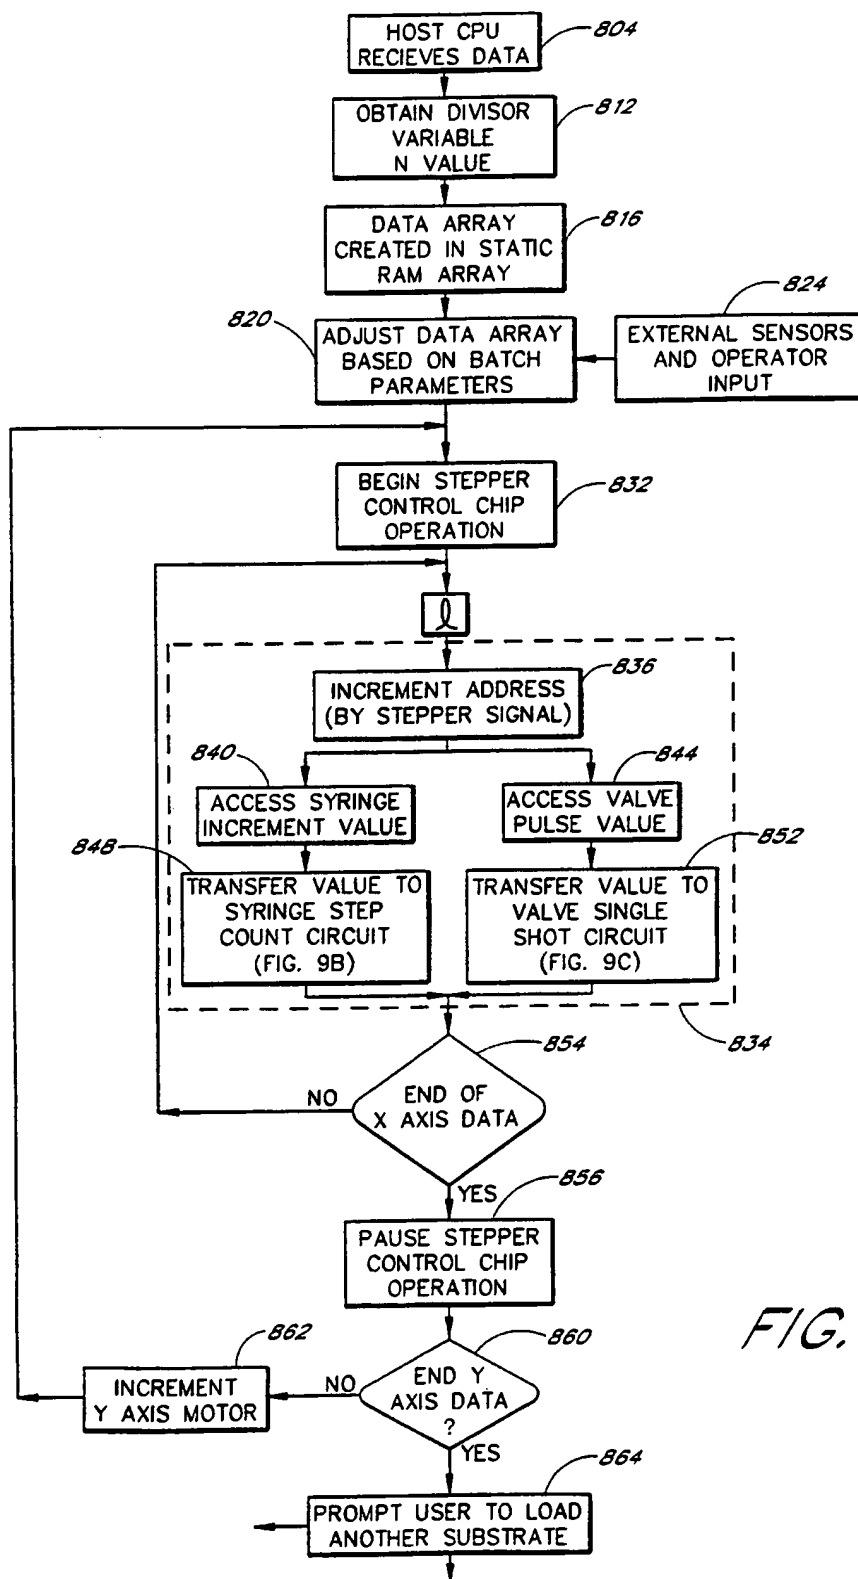 HOST CPU
RECIEVES DATA
804
OBTAIN DIVISOR
VARIABLE
N VALUE
812
DATA ARRAY
CREATED IN STATIC
RAM ARRAY
816
820
ADJUST DATA ARRAY
BASED ON BATCH
PARAMETERS
824
EXTERNAL SENSORS
AND OPERATOR
INPUT
BEGIN STEPPER
CONTROL CHIP
OPERATION
832
l
INCREMENT ADDRESS
(BY STEPPER SIGNAL)
836
840
ACCESS SYRINGE
INCREMENT VALUE
844
ACCESS VALVE
PULSE VALUE
848
TRANSFER VALUE TO
SYRINGE STEP
COUNT CIRCUIT
(FIG. 9B)
852
TRANSFER VALUE TO
VALVE SINGLE
SHOT CIRCUIT
(FIG. 9C)
834
854
END OF
X AXIS DATA
NO
YES
856
PAUSE STEPPER
CONTROL CHIP
OPERATION
860
END Y
AXIS DATA
?
NO
YES
862
INCREMENT
Y AXIS MOTOR
864
PROMPT USER TO LOAD
ANOTHER SUBSTRATE
FIG.